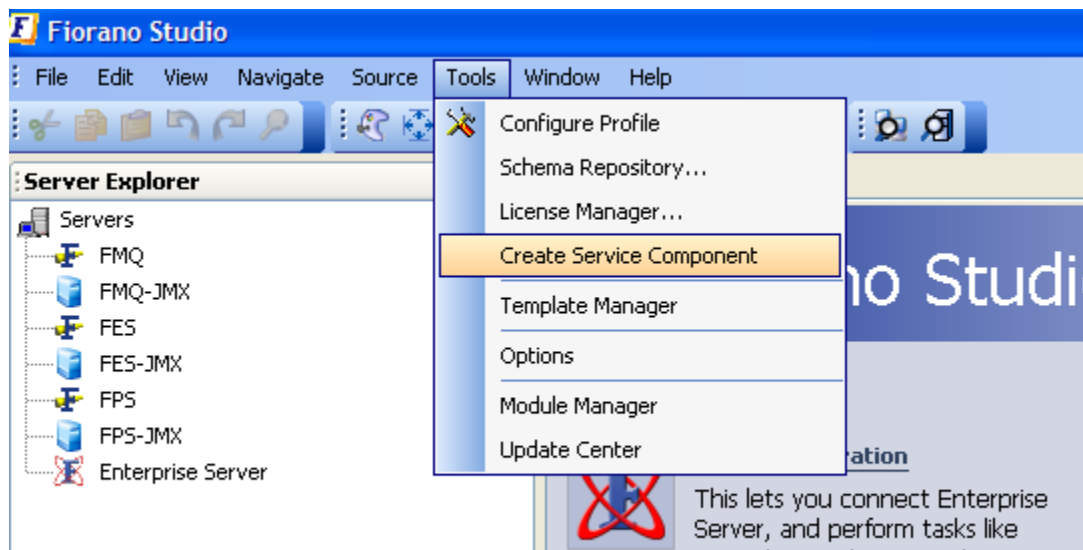 Fiorano Studio
File Edit View Navigate Source Tools Window Help
Configure Profile
Schema Repository...
License Manager...
Create Service Component
Template Manager
Options
Module Manager
Update Center
Server Explorer
Servers
FMQ
FMQ-JMX
FES
FES-JMX
FPS
FPS-JMX
Enterprise Server
no Studi
ration
This lets you connect Enterprise
Server, and perform tasks like